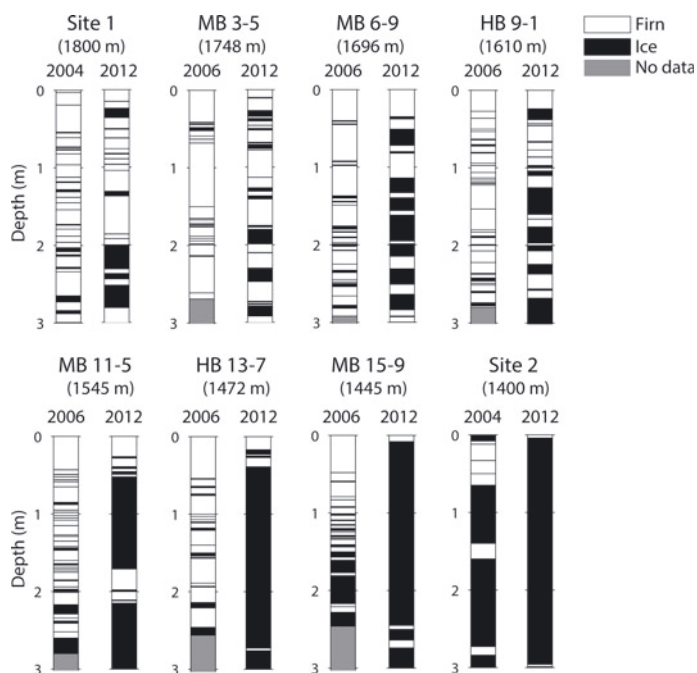 Site 1 MB 3-5 MB 6-9 HB 9-1
(1800 m) (1748 m) (1696 m) (1610 m)
2004 2012 2006 2012 2006 2012 2006 2012
Firn
Ice
No data
0 0 0 0
1 1 1 1
2 2 2 2
3 3 3 3
Depth (m)
MB 11-5 HB 13-7 MB 15-9 Site 2
(1545 m) (1472 m) (1445 m) (1400 m)
2006 2012 2006 2012 2006 2012 2004 2012
0 0 0 0
1 1 1 1
2 2 2 2
3 3 3 3
Depth (m)